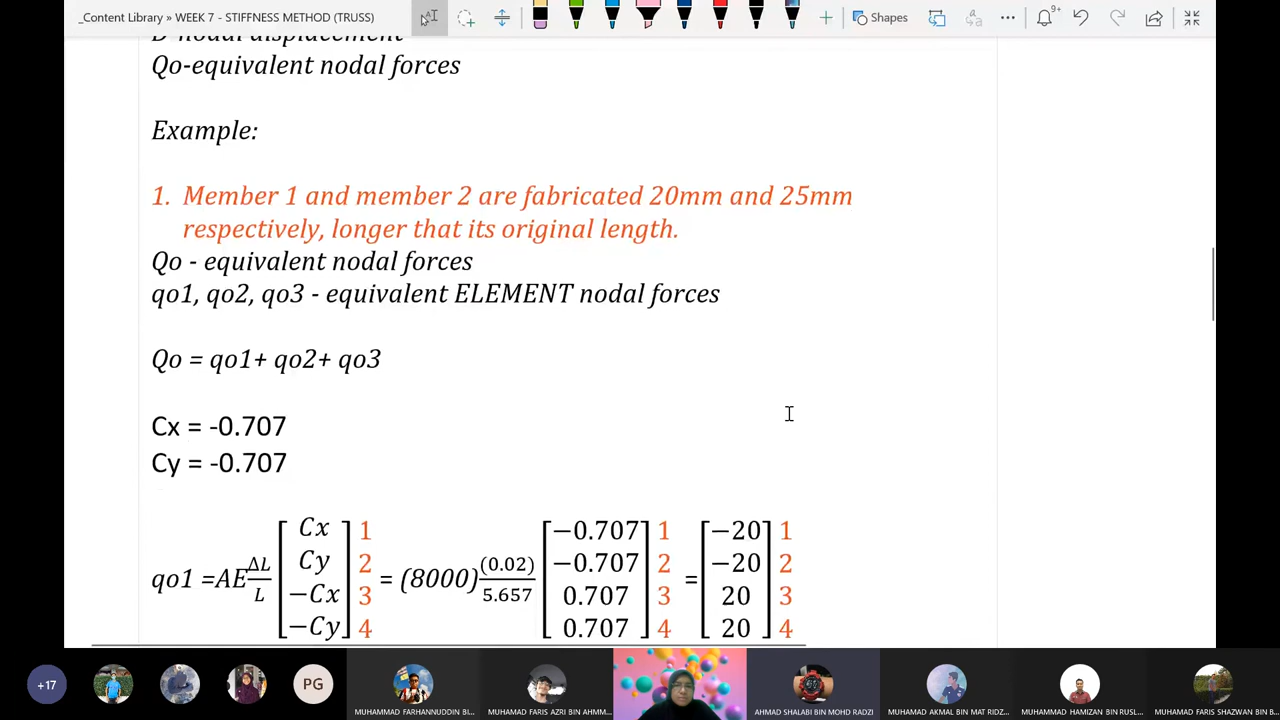 _Content Library » WEEK 7 - STIFFNESS METHOD (TRUSS)
Shapes
9+
D-nodal displacement
Qo-equivalent nodal forces
Example:
1. Member 1 and member 2 are fabricated 20mm and 25mm
respectively, longer that its original length.
Qo - equivalent nodal forces
qo1, qo2, qo3 - equivalent ELEMENT nodal forces
Qo = qo1+ qo2+ qo3
Cx = -0.707
Cy = -0.707
qo1 =AE ΔL/L [Cx Cy −Cx −Cy] 1 2 3 4 = (8000) (0.02)/5.657 [−0.707 −0.707 0.707 0.707] 1 2 3 4 = [−20 −20 20 20] 1 2 3 4
+17
PG
MUHAMMAD FARHANNUDDIN BI...
MUHAMAD FARIS AZRI BIN AHMM...
AHMAD SHALABI BIN MOHD RADZI
MUHAMAD AKMAL BIN MAT RIDZ...
MUHAMAD HAMIZAN BIN RUSL...
MUHAMAD FARIS SHAZWAN BIN